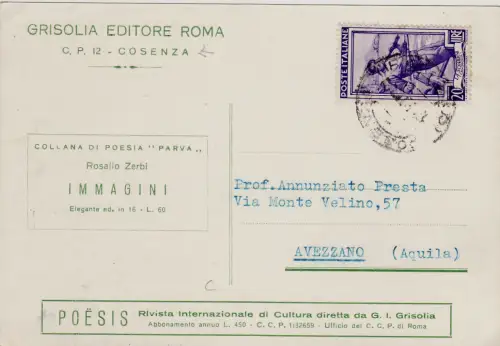 GRISOLIA EDITORE ROMA
C. P. 12 - COSENZA
POSTE ITALIANE
LIRE
20
COLLANA DI POESIA "PARVA„
Rosalio Zerbi
IMMAGINI
Elegante ed. in 16 - L. 60
Prof. Annunziato Presta
Via Monte Velino, 57
AVEZZANO (Aquila)
C
POËSIS Rivista Internazionale di Cultura diretta da G. I. Grisolia
Abbonamento annuo L. 450 - C. C. P. 1/32659 - Ufficio dei C. C. P. di Roma